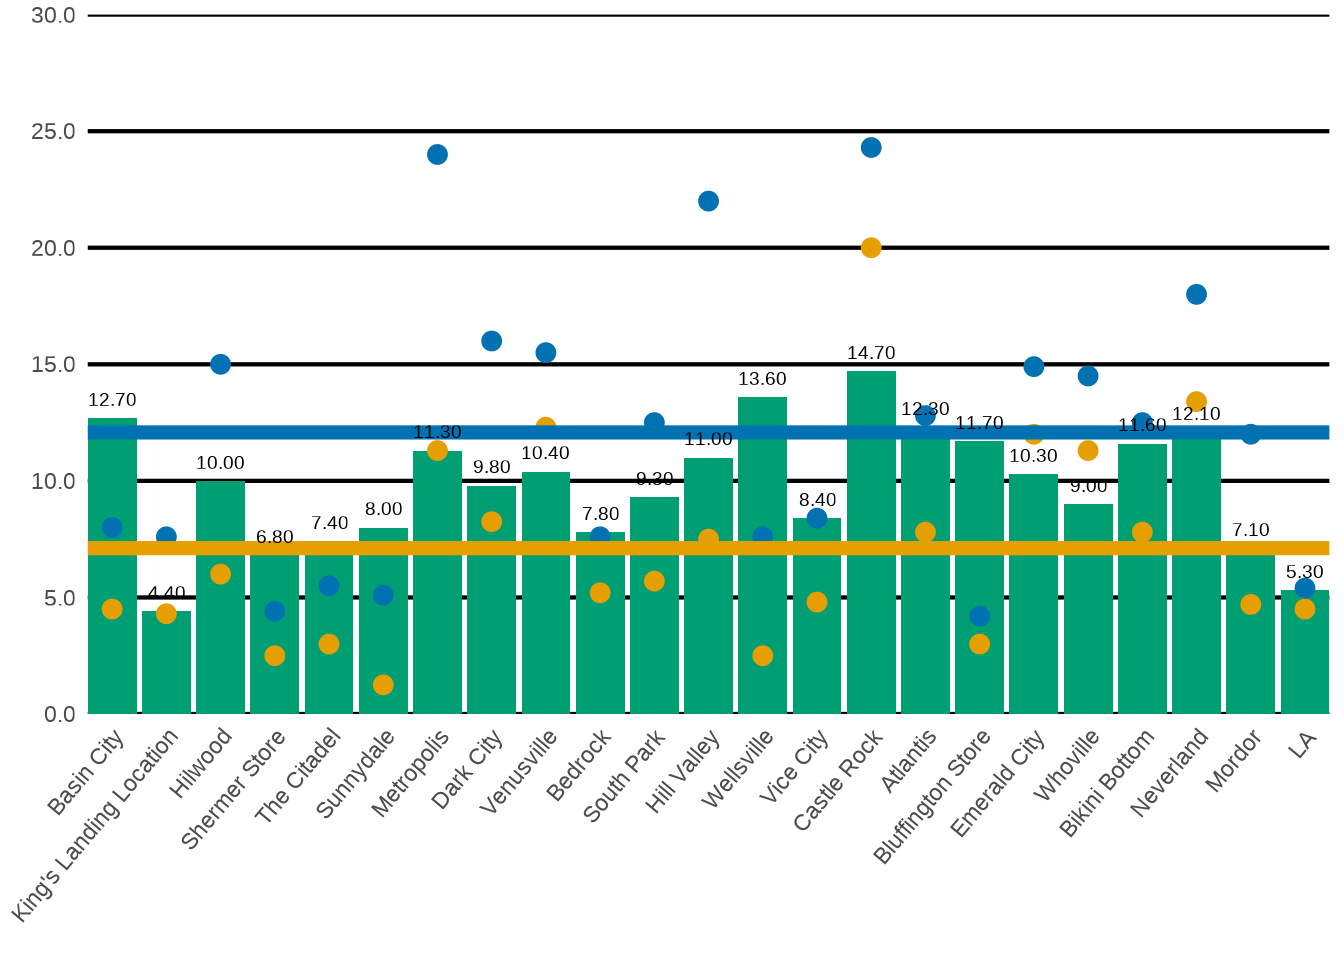 30.0
25.0
20.0
15.0
10.0
5.0
0.0
12.70
4.40
10.00
6.80
7.40
8.00
11.30
9.80
10.40
7.80
9.30
11.00
13.60
8.40
14.70
12.30
11.70
10.30
9.00
11.60
12.10
7.10
5.30
Basin City
King's Landing Location
Hilwood
Shermer Store
The Citadel
Sunnydale
Metropolis
Dark City
Venusville
Bedrock
South Park
Hill Valley
Wellsville
Vice City
Castle Rock
Atlantis
Bluffington Store
Emerald City
Whoville
Bikini Bottom
Neverland
Mordor
LA